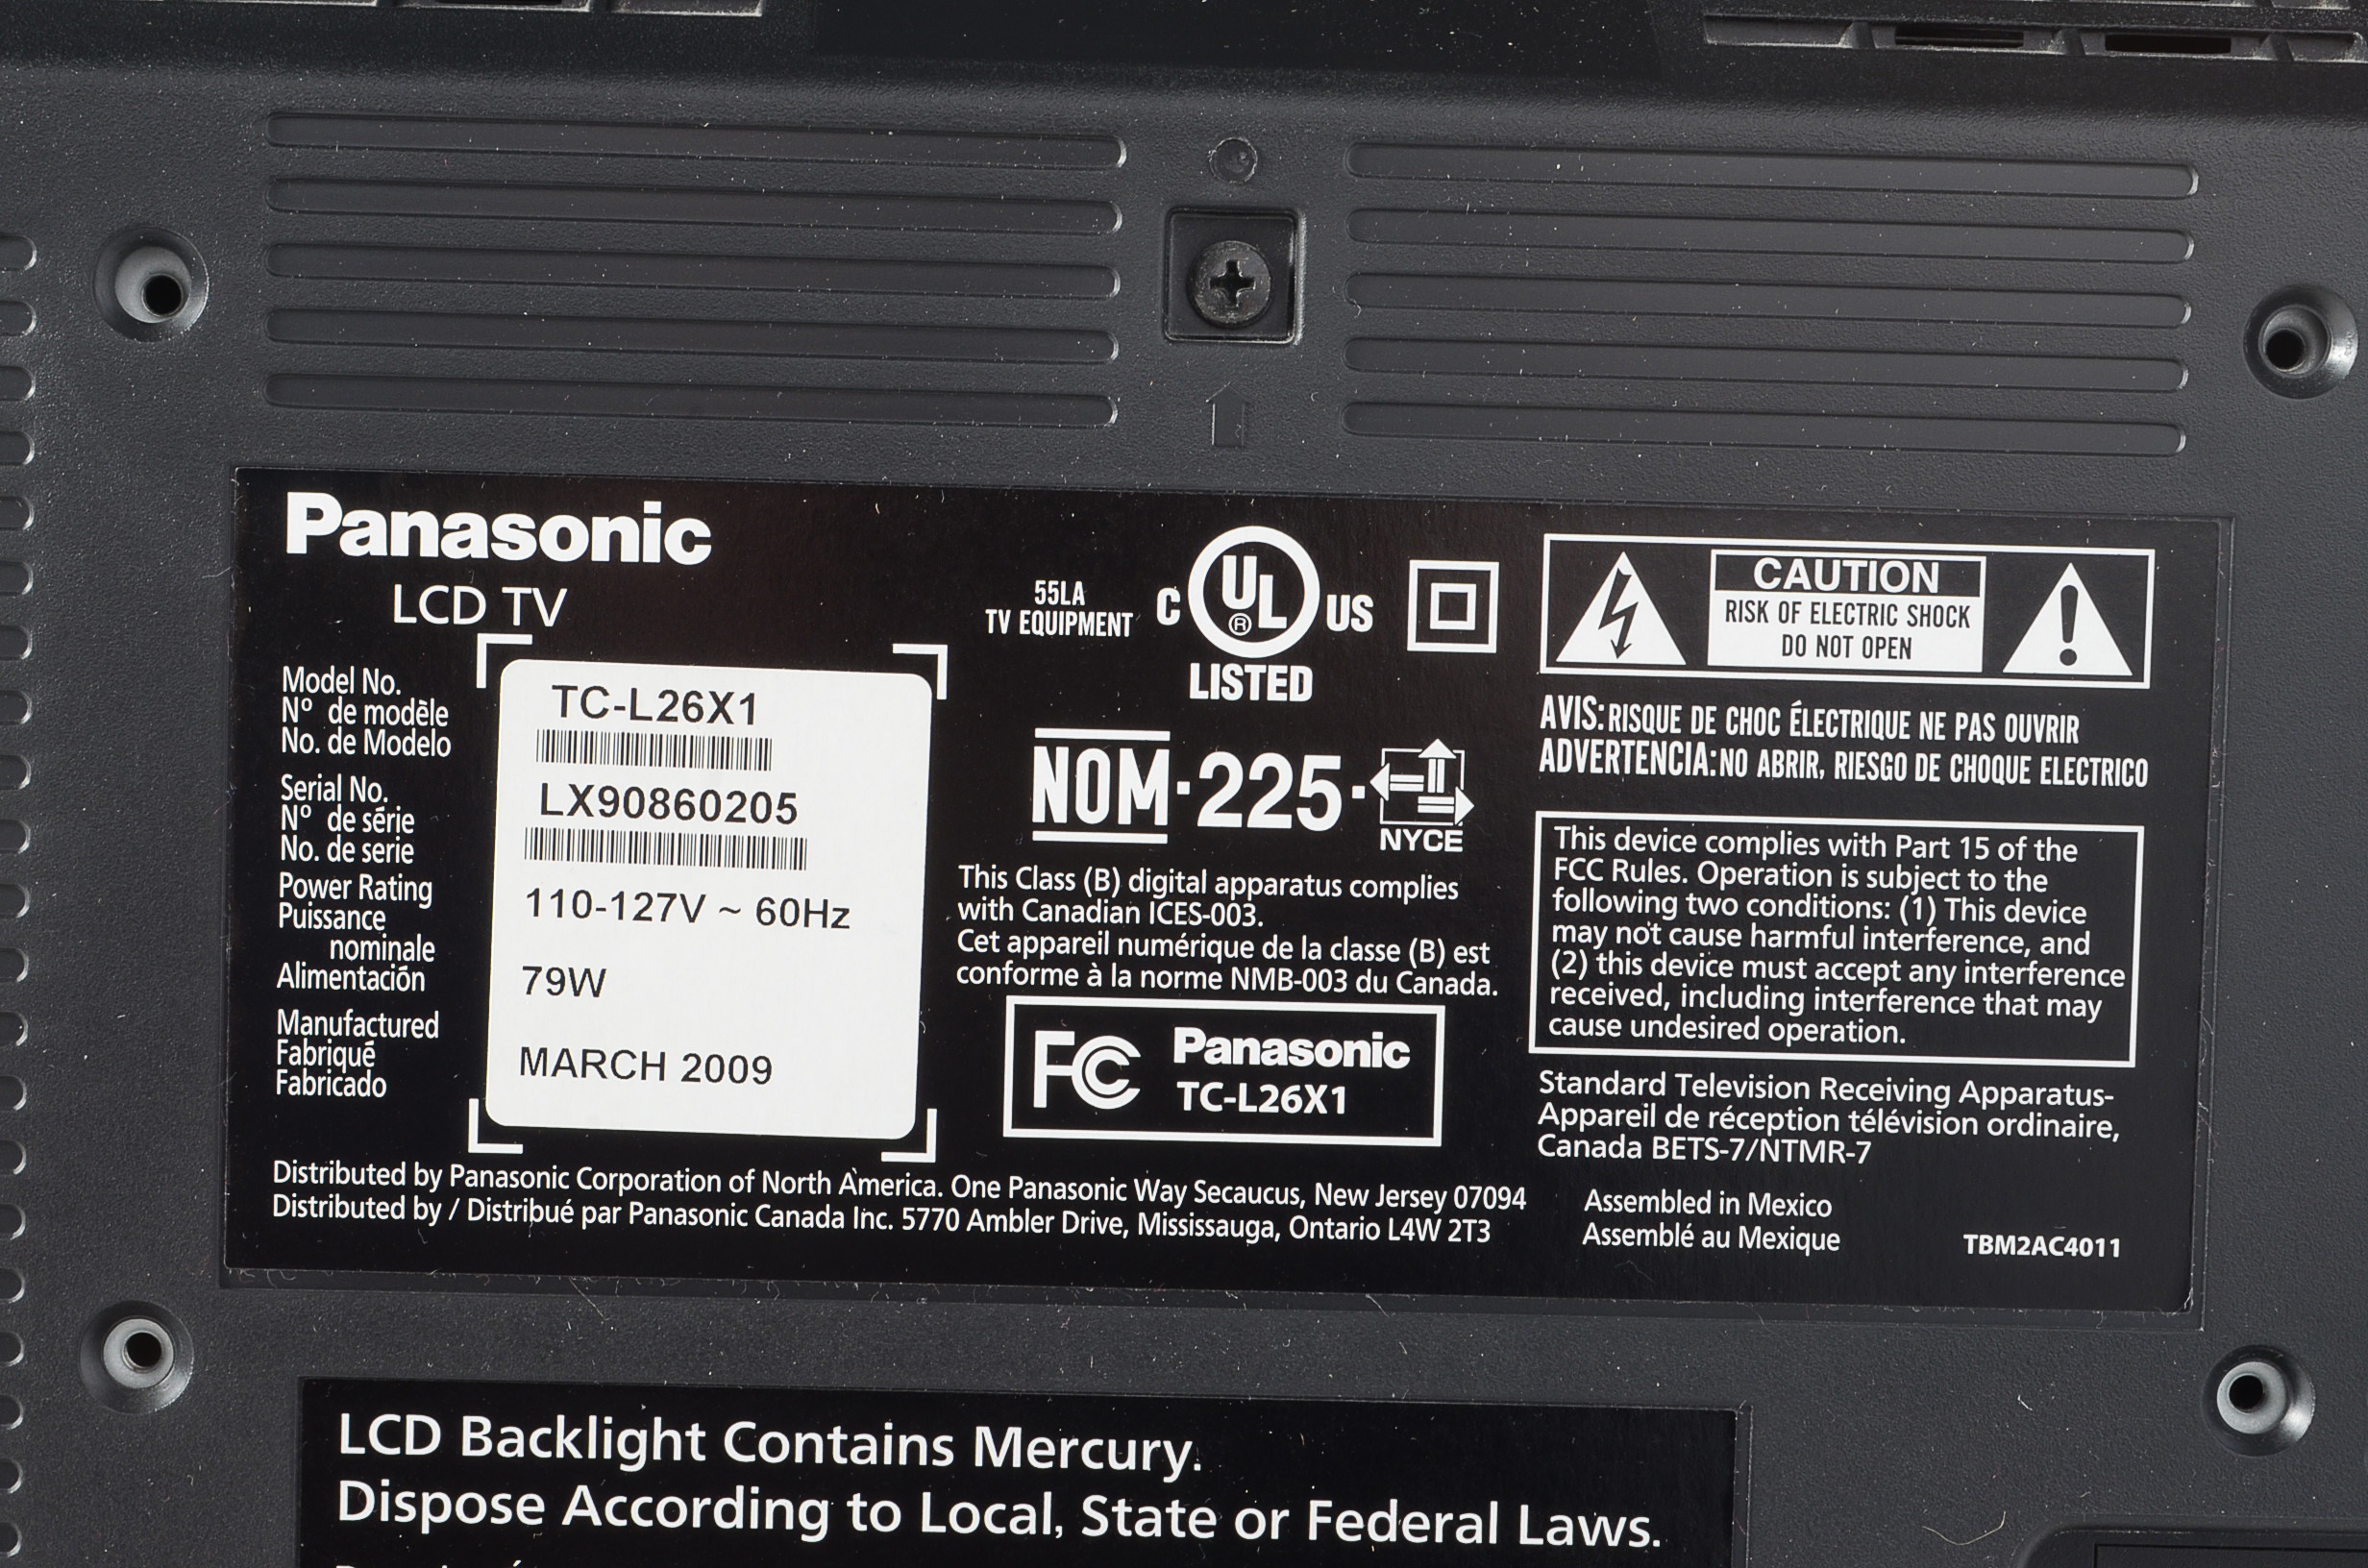 Panasonic
LCD TV
Model No.
Nº de modèle
No. de Modelo
TC-L26X1
Serial No.
Nº de série
No. de serie
LX90860205
Power Rating
Puissance
nominale
Alimentación
110-127V ~ 60Hz
79W
Manufactured
Fabriqué
Fabricado
MARCH 2009
55LA
TV EQUIPMENT
C UL ® US
LISTED
NOM-225-
NYCE
This Class (B) digital apparatus complies
with Canadian ICES-003.
Cet appareil numérique de la classe (B) est
conforme à la norme NMB-003 du Canada.
FC Panasonic
TC-L26X1
CAUTION
RISK OF ELECTRIC SHOCK
DO NOT OPEN
AVIS: RISQUE DE CHOC ÉLECTRIQUE NE PAS OUVRIR
ADVERTENCIA: NO ABRIR, RIESGO DE CHOQUE ELECTRICO
This device complies with Part 15 of the
FCC Rules. Operation is subject to the
following two conditions: (1) This device
may not cause harmful interference, and
(2) this device must accept any interference
received, including interference that may
cause undesired operation.
Standard Television Receiving Apparatus-
Appareil de réception télévision ordinaire,
Canada BETS-7/NTMR-7
Distributed by Panasonic Corporation of North America. One Panasonic Way Secaucus, New Jersey 07094
Distributed by / Distribué par Panasonic Canada Inc. 5770 Ambler Drive, Mississauga, Ontario L4W 2T3
Assembled in Mexico
Assemblé au Mexique
TBM2AC4011
LCD Backlight Contains Mercury.
Dispose According to Local, State or Federal Laws.